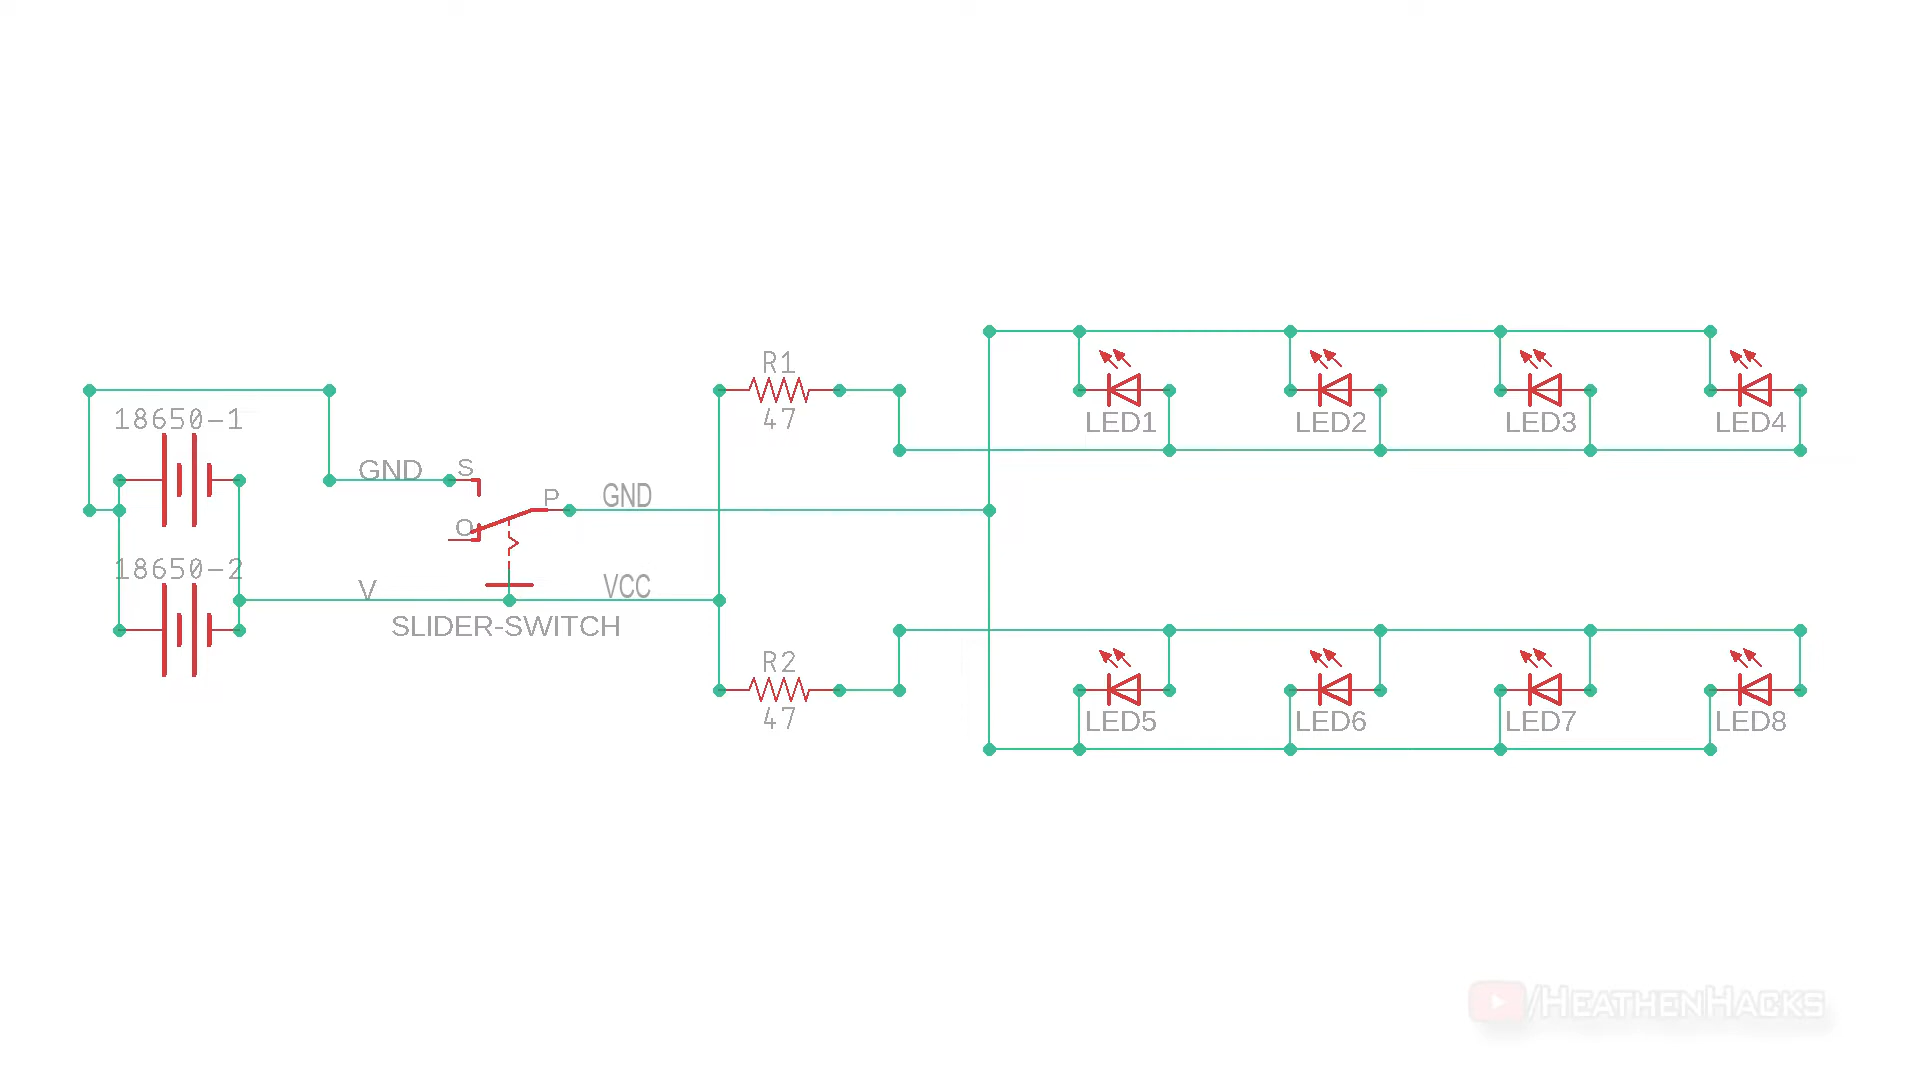 18650-1
18650-2
GND
S
P
O
V
GND
VCC
SLIDER-SWITCH
R1
47
R2
47
LED1
LED2
LED3
LED4
LED5
LED6
LED7
LED8
/HEATHENHACKS